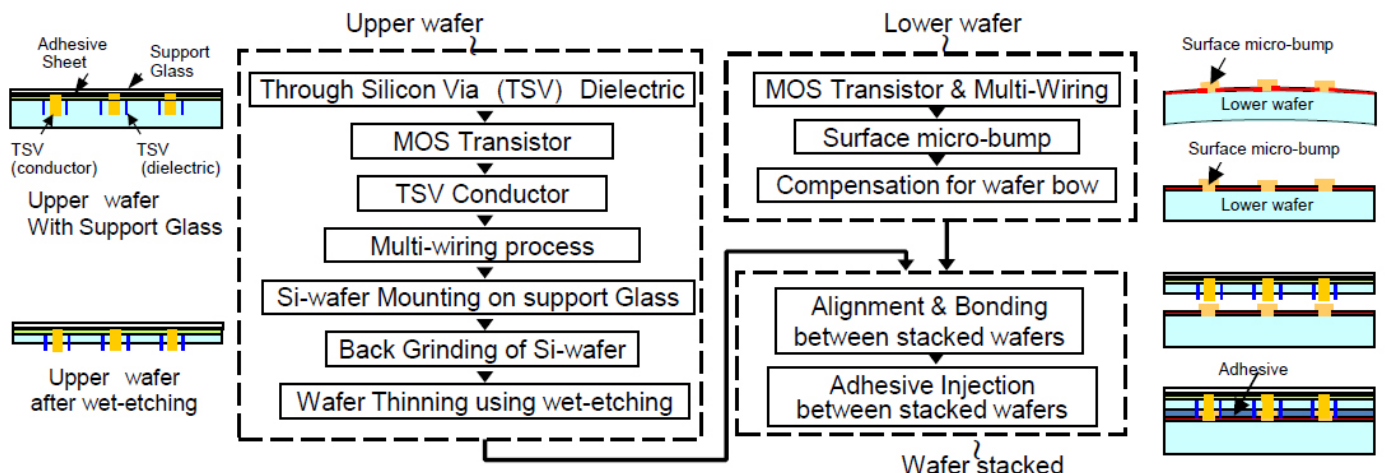 Upper wafer
Lower wafer
Adhesive
Sheet
Support
Glass
TSV
(conductor)
TSV
(dielectric)
Upper wafer
With Support Glass
Upper wafer
after wet-etching
Through Silicon Via (TSV) Dielectric
MOS Transistor
TSV Conductor
Multi-wiring process
Si-wafer Mounting on support Glass
Back Grinding of Si-wafer
Wafer Thinning using wet-etching
MOS Transistor & Multi-Wiring
Surface micro-bump
Compensation for wafer bow
Alignment & Bonding
between stacked wafers
Adhesive Injection
between stacked wafers
Wafer stacked
Surface micro-bump
Lower wafer
Surface micro-bump
Lower wafer
Adhesive